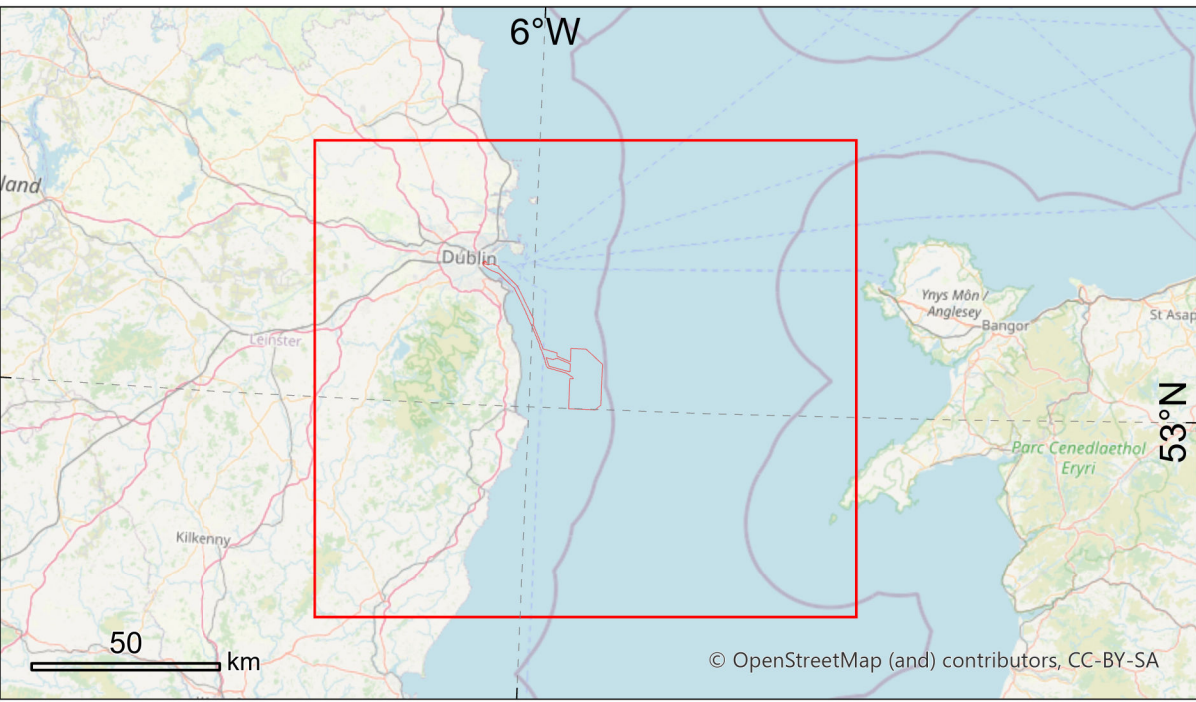 6°W
land
Dublin
Ynys Môn /
Anglesey
Bangor
St Asap
Leinster
53°N
Parc Cenedlaethol
Eryri
Kilkenny
50
km
© OpenStreetMap (and) contributors, CC-BY-SA